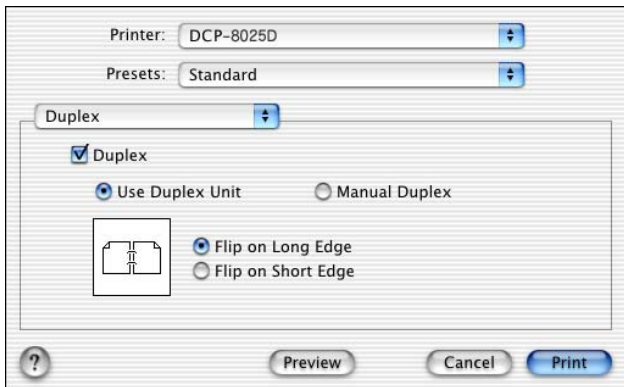 Printer: DCP-8025D
Presets: Standard
Duplex
Duplex
Use Duplex Unit Manual Duplex
Flip on Long Edge
Flip on Short Edge
? Preview Cancel Print